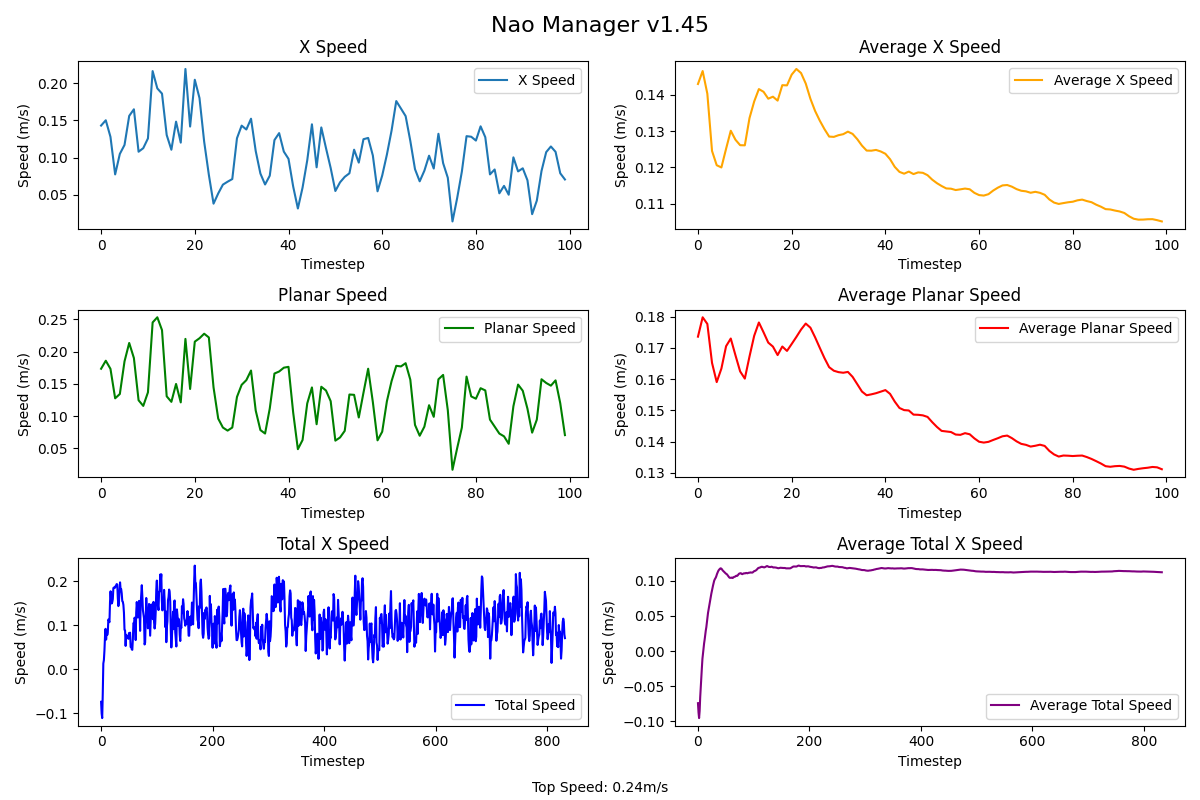 Nao Manager v1.45
X Speed
Speed (m/s)
0.20
0.15
0.10
0.05
X Speed
0 20 40 60 80 100
Timestep
Average X Speed
Speed (m/s)
0.14
0.13
0.12
0.11
Average X Speed
0 20 40 60 80 100
Timestep
Planar Speed
Speed (m/s)
0.25
0.20
0.15
0.10
0.05
Planar Speed
0 20 40 60 80 100
Timestep
Average Planar Speed
Speed (m/s)
0.18
0.17
0.16
0.15
0.14
0.13
Average Planar Speed
0 20 40 60 80 100
Timestep
Total X Speed
Speed (m/s)
0.2
0.1
0.0
−0.1
Total Speed
0 200 400 600 800
Timestep
Average Total X Speed
Speed (m/s)
0.10
0.05
0.00
−0.05
−0.10
Average Total Speed
0 200 400 600 800
Timestep
Top Speed: 0.24m/s